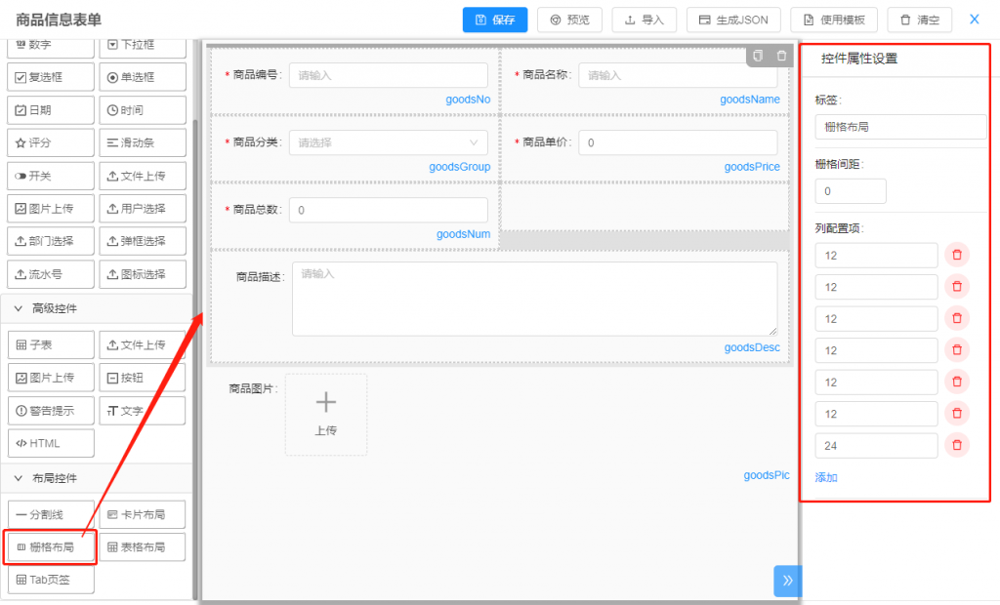 商品信息表单
保存
预览
导入
生成JSON
使用模板
清空
数字
下拉框
复选框
单选框
日期
时间
评分
滑动条
开关
文件上传
图片上传
用户选择
部门选择
弹框选择
流水号
图标选择
高级控件
子表
文件上传
图片上传
按钮
警告提示
文字
HTML
布局控件
分割线
卡片布局
栅格布局
表格布局
Tab页签
* 商品编号:
请输入
goodsNo
* 商品名称:
请输入
goodsName
* 商品分类:
请选择
goodsGroup
* 商品单价:
0
goodsPrice
* 商品总数:
0
goodsNum
商品描述:
请输入
goodsDesc
商品图片:
上传
goodsPic
控件属性设置
标签:
栅格布局
栅格间距:
0
列配置项:
12
12
12
12
12
12
24
添加